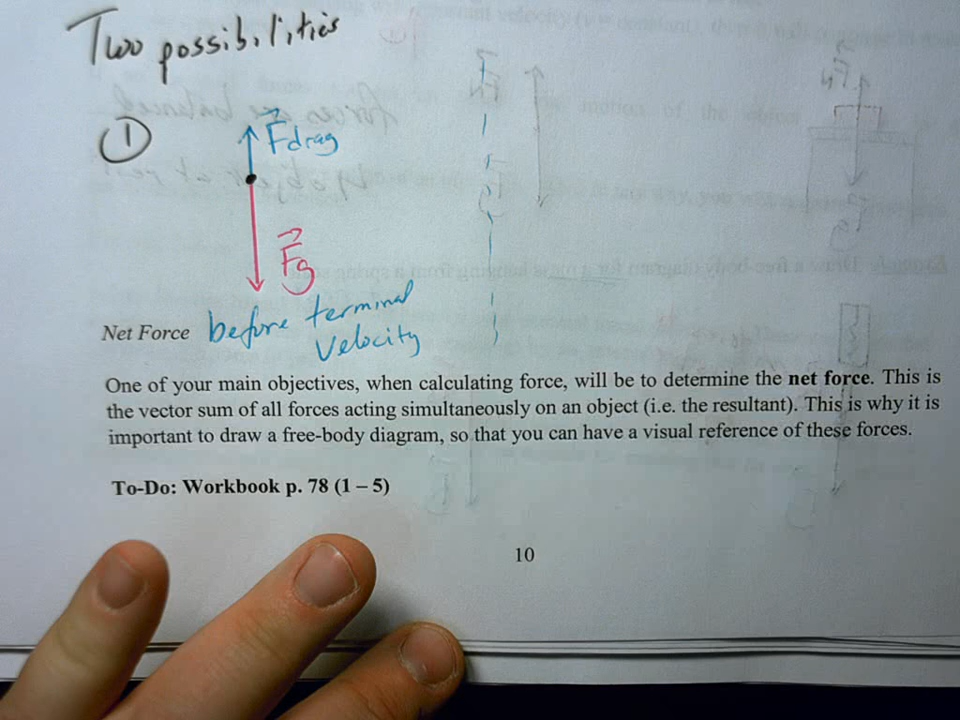 Two possibilities
①
Fdrag
Fg
before terminal
velocity
Net Force
One of your main objectives, when calculating force, will be to determine the net force. This is
the vector sum of all forces acting simultaneously on an object (i.e. the resultant). This is why it is
important to draw a free-body diagram, so that you can have a visual reference of these forces.
To-Do: Workbook p. 78 (1 – 5)
10